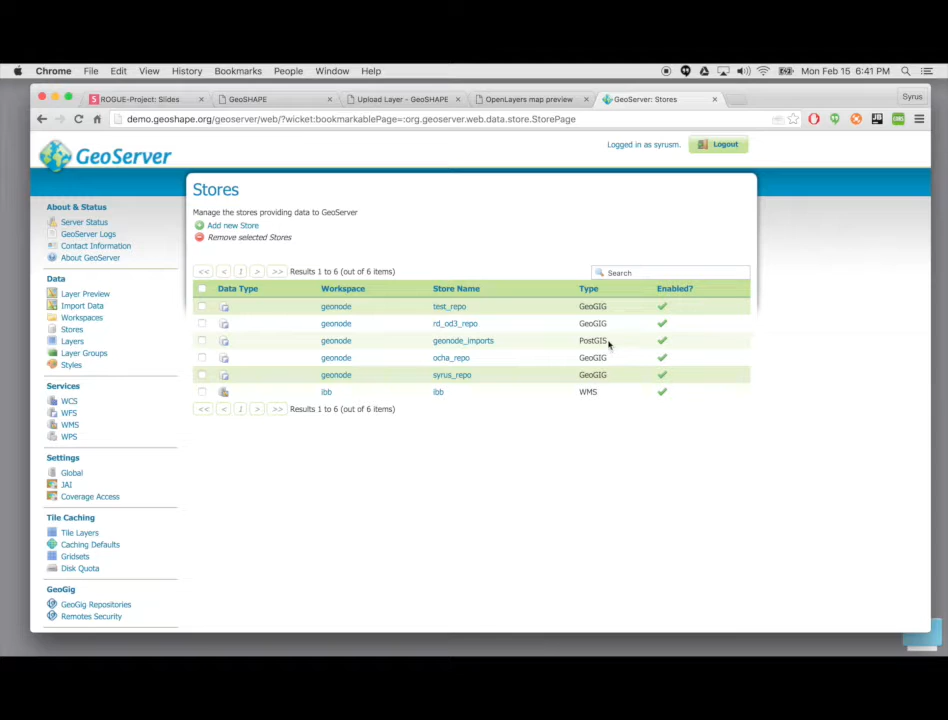 Chrome File Edit View History Bookmarks People Window Help Mon Feb 15 6:41 PM
ROGUE-Project: Slides GeoSHAPE Upload Layer - GeoSHAPE OpenLayers map preview GeoServer: Stores Syrus
demo.geoshape.org/geoserver/web/?wicket:bookmarkablePage=:org.geoserver.web.data.store.StorePage
GeoServer
Logged in as syrusm. Logout
About & Status
Server Status
GeoServer Logs
Contact Information
About GeoServer
Data
Layer Preview
Import Data
Workspaces
Stores
Layers
Layer Groups
Styles
Services
WCS
WFS
WMS
WPS
Settings
Global
JAI
Coverage Access
Tile Caching
Tile Layers
Caching Defaults
Gridsets
Disk Quota
GeoGig
GeoGig Repositories
Remotes Security
Stores
Manage the stores providing data to GeoServer
Add new Store
Remove selected Stores
<< < 1 > >> Results 1 to 6 (out of 6 items) Search
Data Type Workspace Store Name Type Enabled?
geonode test_repo GeoGIG
geonode rd_od3_repo GeoGIG
geonode geonode_imports PostGIS
geonode ocha_repo GeoGIG
geonode syrus_repo GeoGIG
ibb ibb WMS
<< < 1 > >> Results 1 to 6 (out of 6 items)